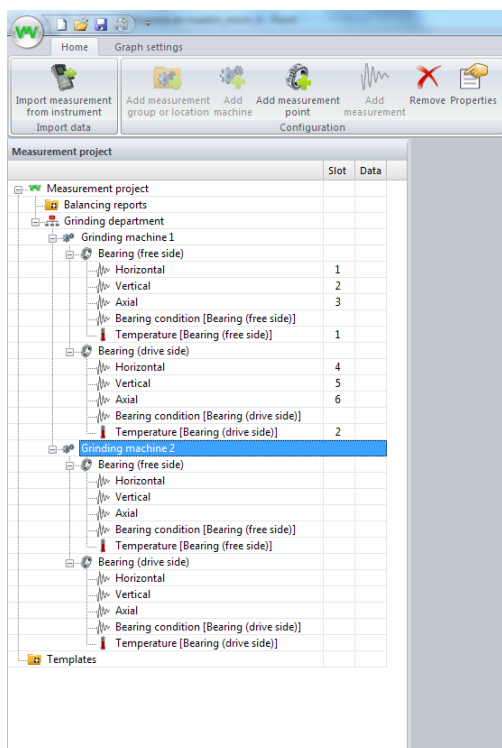 Home Graph settings
Import measurement Add measurement Add Add measurement Add Remove Properties
from instrument group or location machine point measurement
Import data Configuration
Measurement project
Slot Data
Measurement project
Balancing reports
Grinding department
Grinding machine 1
Bearing (free side)
Horizontal 1
Vertical 2
Axial 3
Bearing condition [Bearing (free side)]
Temperature [Bearing (free side)] 1
Bearing (drive side)
Horizontal 4
Vertical 5
Axial 6
Bearing condition [Bearing (drive side)]
Temperature [Bearing (drive side)] 2
Grinding machine 2
Bearing (free side)
Horizontal
Vertical
Axial
Bearing condition [Bearing (free side)]
Temperature [Bearing (free side)]
Bearing (drive side)
Horizontal
Vertical
Axial
Bearing condition [Bearing (drive side)]
Temperature [Bearing (drive side)]
Templates